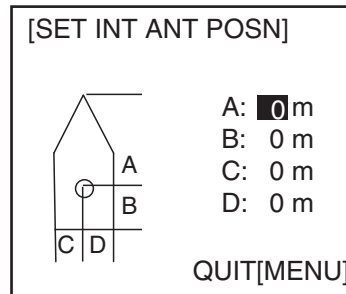 [SET INT ANT POSN]
A: 0 m
B: 0 m
C: 0 m
D: 0 m
A
B
C D
QUIT[MENU]